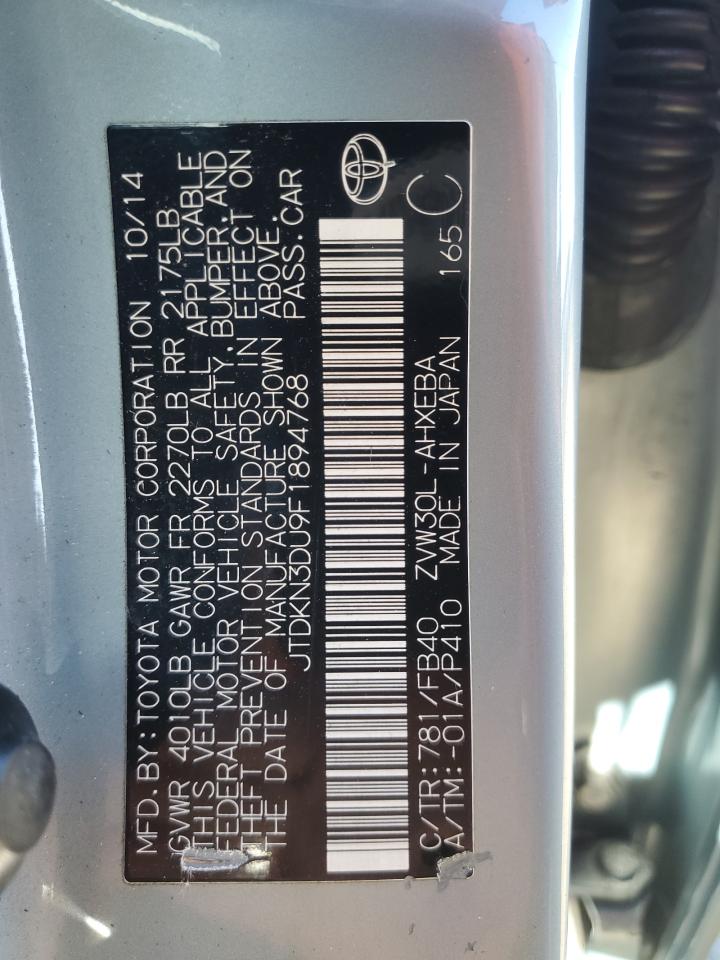 MFD.BY:TOYOTA MOTOR CORPORATION 10/14
GVWR 4010LB GAWR FR 2270LB RR 2175LB
THIS VEHICLE CONFORMS TO ALL APPLICABLE
FEDERAL MOTOR VEHICLE SAFETY,BUMPER,AND
THEFT PREVENTION STANDARDS IN EFFECT ON
THE DATE OF MANUFACTURE SHOWN ABOVE.
JTDKN3DU9F1894768 PASS.CAR
C/TR:781/FB40 ZVW30L-AHXEBA
A/TM:-01A/P410 MADE IN JAPAN 165 C